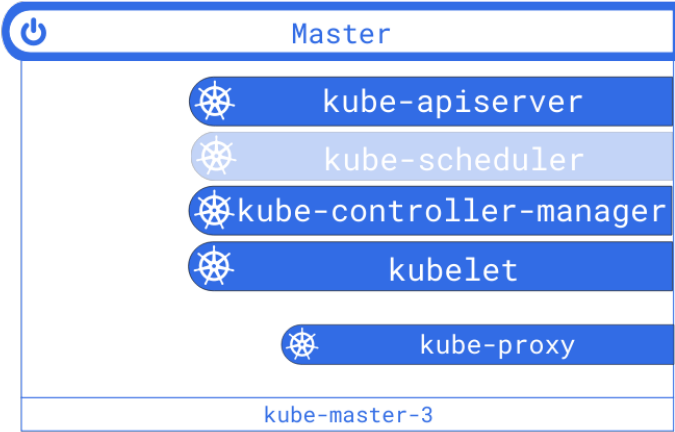 Master
kube-apiserver
kube-scheduler
kube-controller-manager
kubelet
kube-proxy
kube-master-3